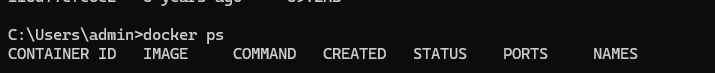 C:\Users\admin>docker ps
CONTAINER ID   IMAGE     COMMAND   CREATED   STATUS    PORTS     NAMES